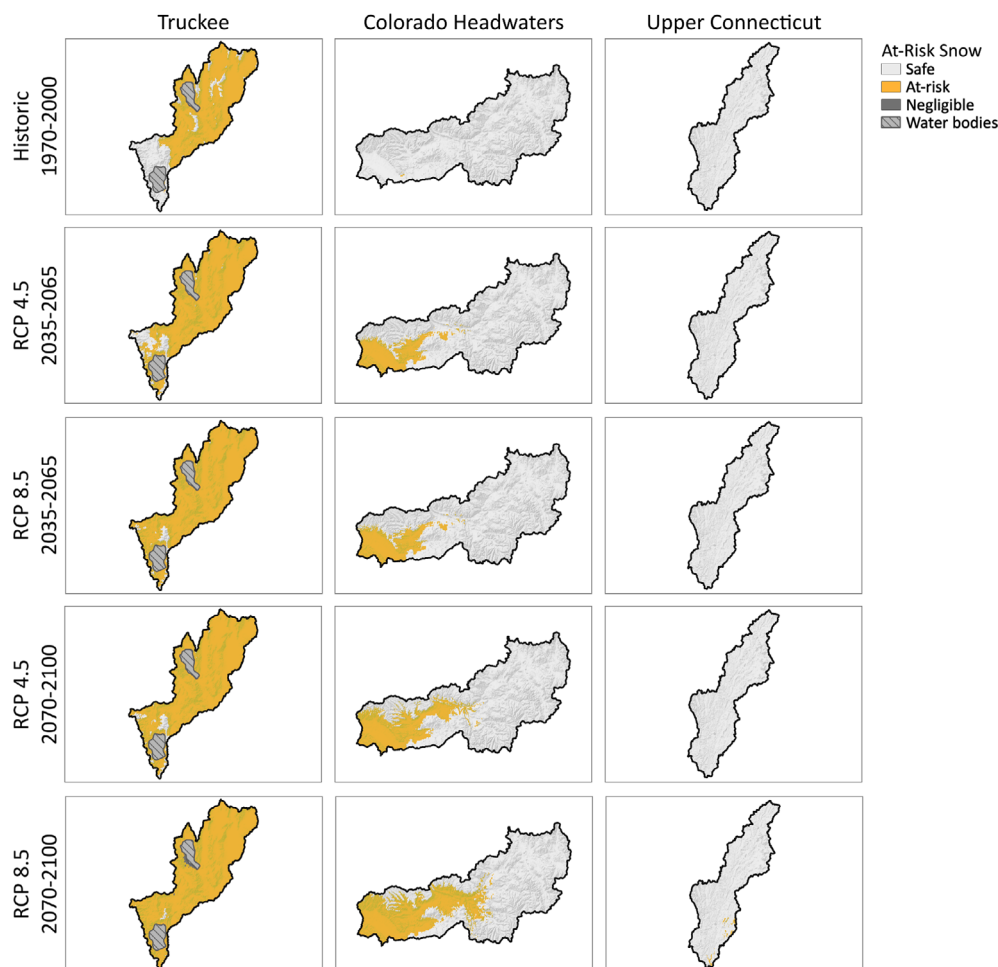 Truckee
Colorado Headwaters
Upper Connecticut
At-Risk Snow
Safe
At-risk
Negligible
Water bodies
Historic
1970-2000
RCP 4.5
2035-2065
RCP 8.5
2035-2065
RCP 4.5
2070-2100
RCP 8.5
2070-2100